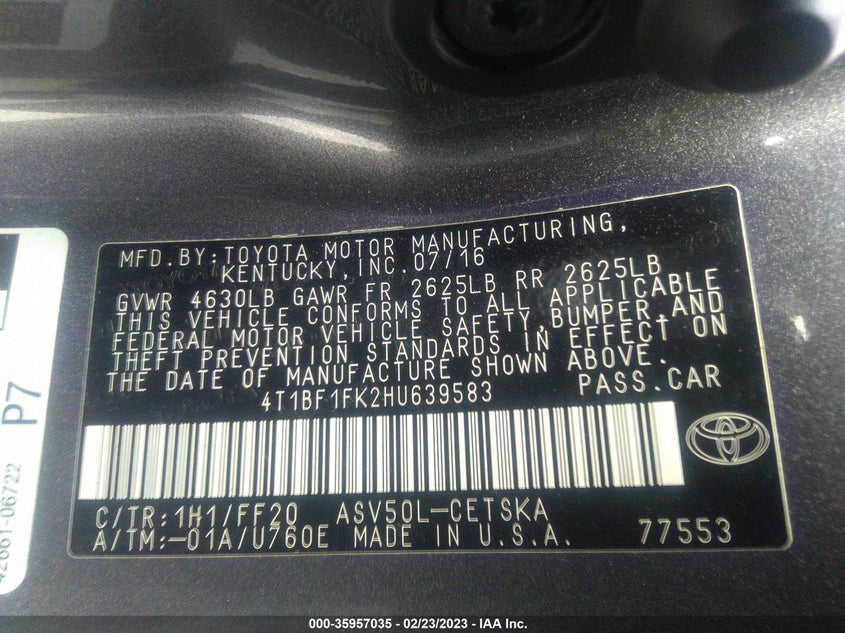 MFD. BY: TOYOTA MOTOR MANUFACTURING,
KENTUCKY, INC. 07/16
GVWR 4630LB GAWR FR 2625LB RR 2625LB
THIS VEHICLE CONFORMS TO ALL APPLICABLE
FEDERAL MOTOR VEHICLE SAFETY, BUMPER, AND
THEFT PREVENTION STANDARDS IN EFFECT ON
THE DATE OF MANUFACTURE SHOWN ABOVE.
4T1BF1FK2HU639583 PASS. CAR
C/TR: 1H1/FF20 ASV50L-CETSKA
A/TM: -01A/U760E MADE IN U.S.A. 77553
P7
42661-06722
000-35957035 - 02/23/2023 - IAA Inc.